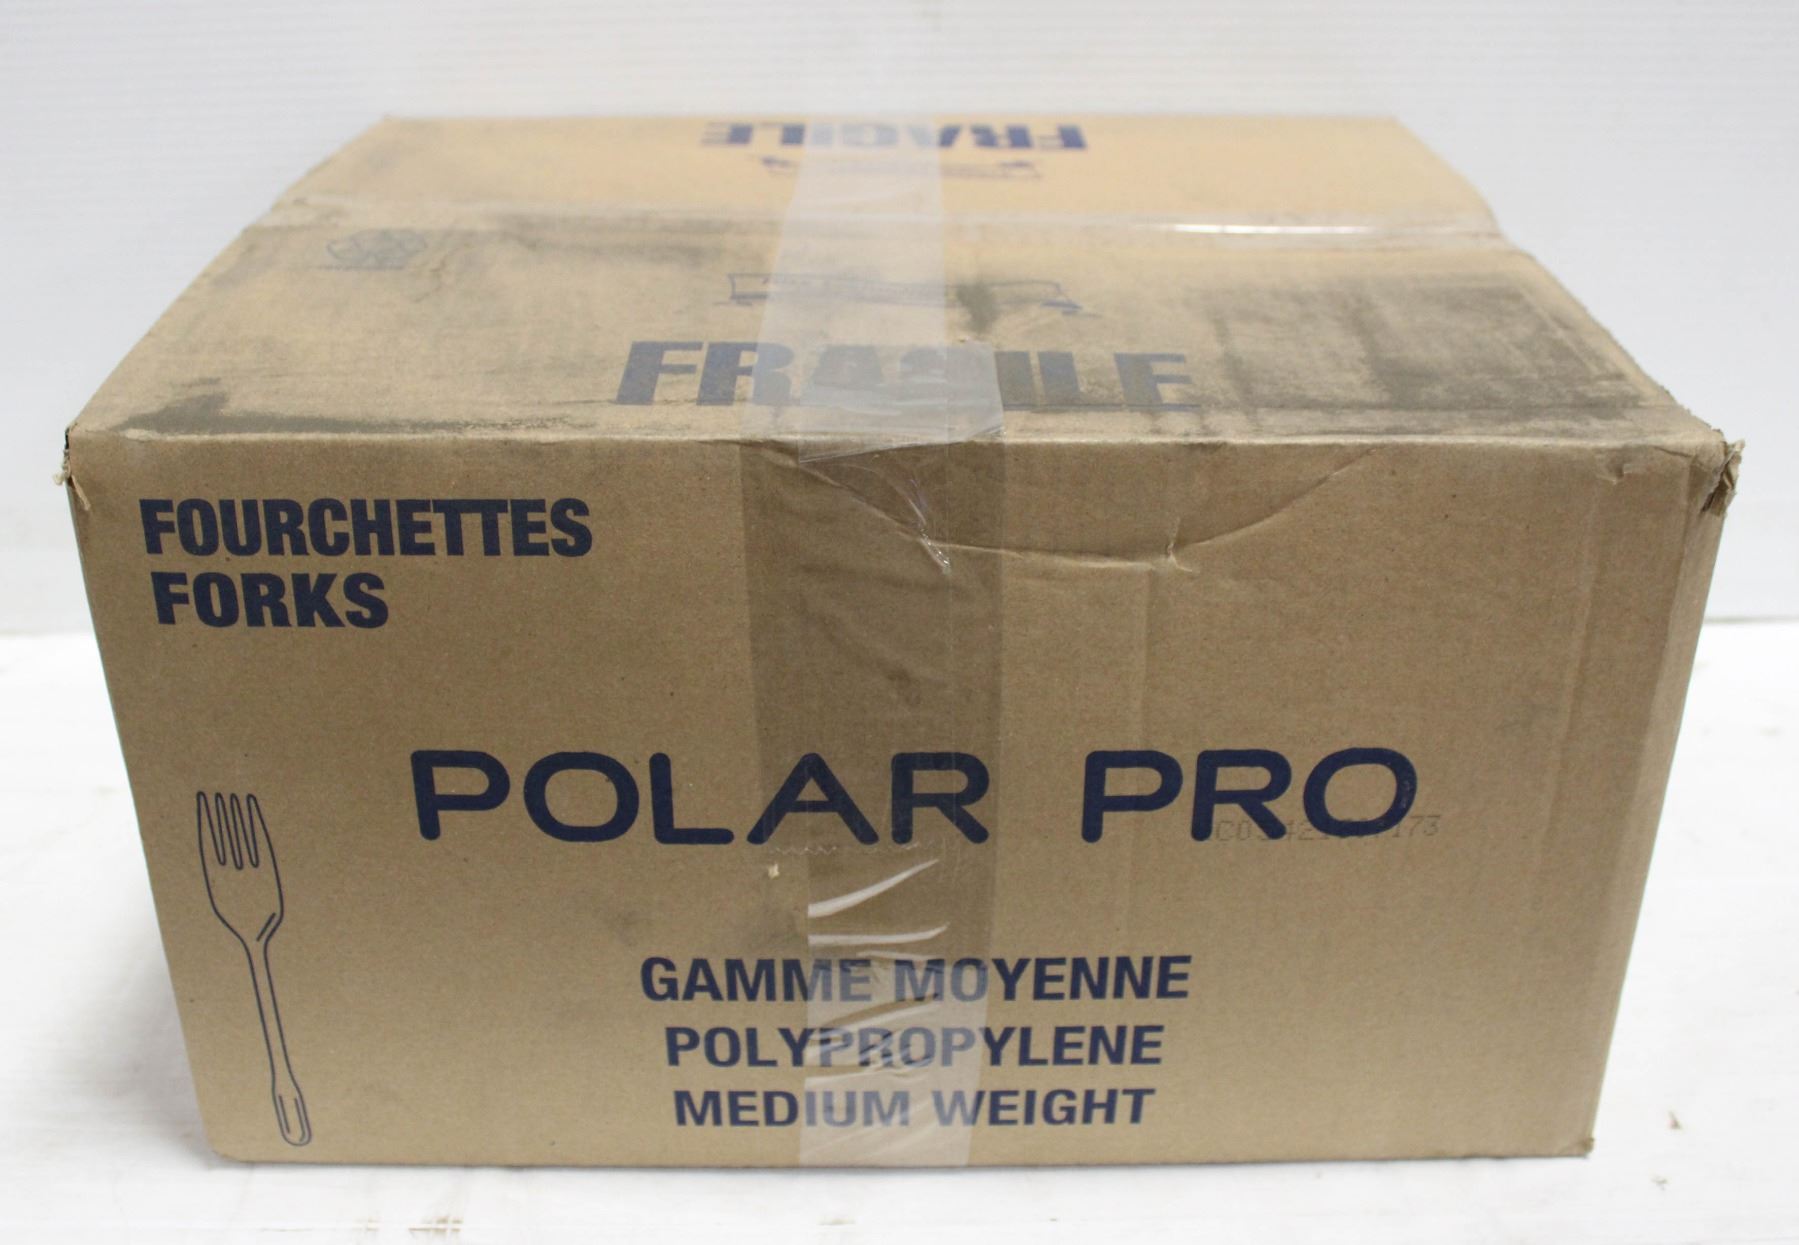 FRAGILE
FRAGILE
FOURCHETTES
FORKS
POLAR PRO
GAMME MOYENNE
POLYPROPYLENE
MEDIUM WEIGHT